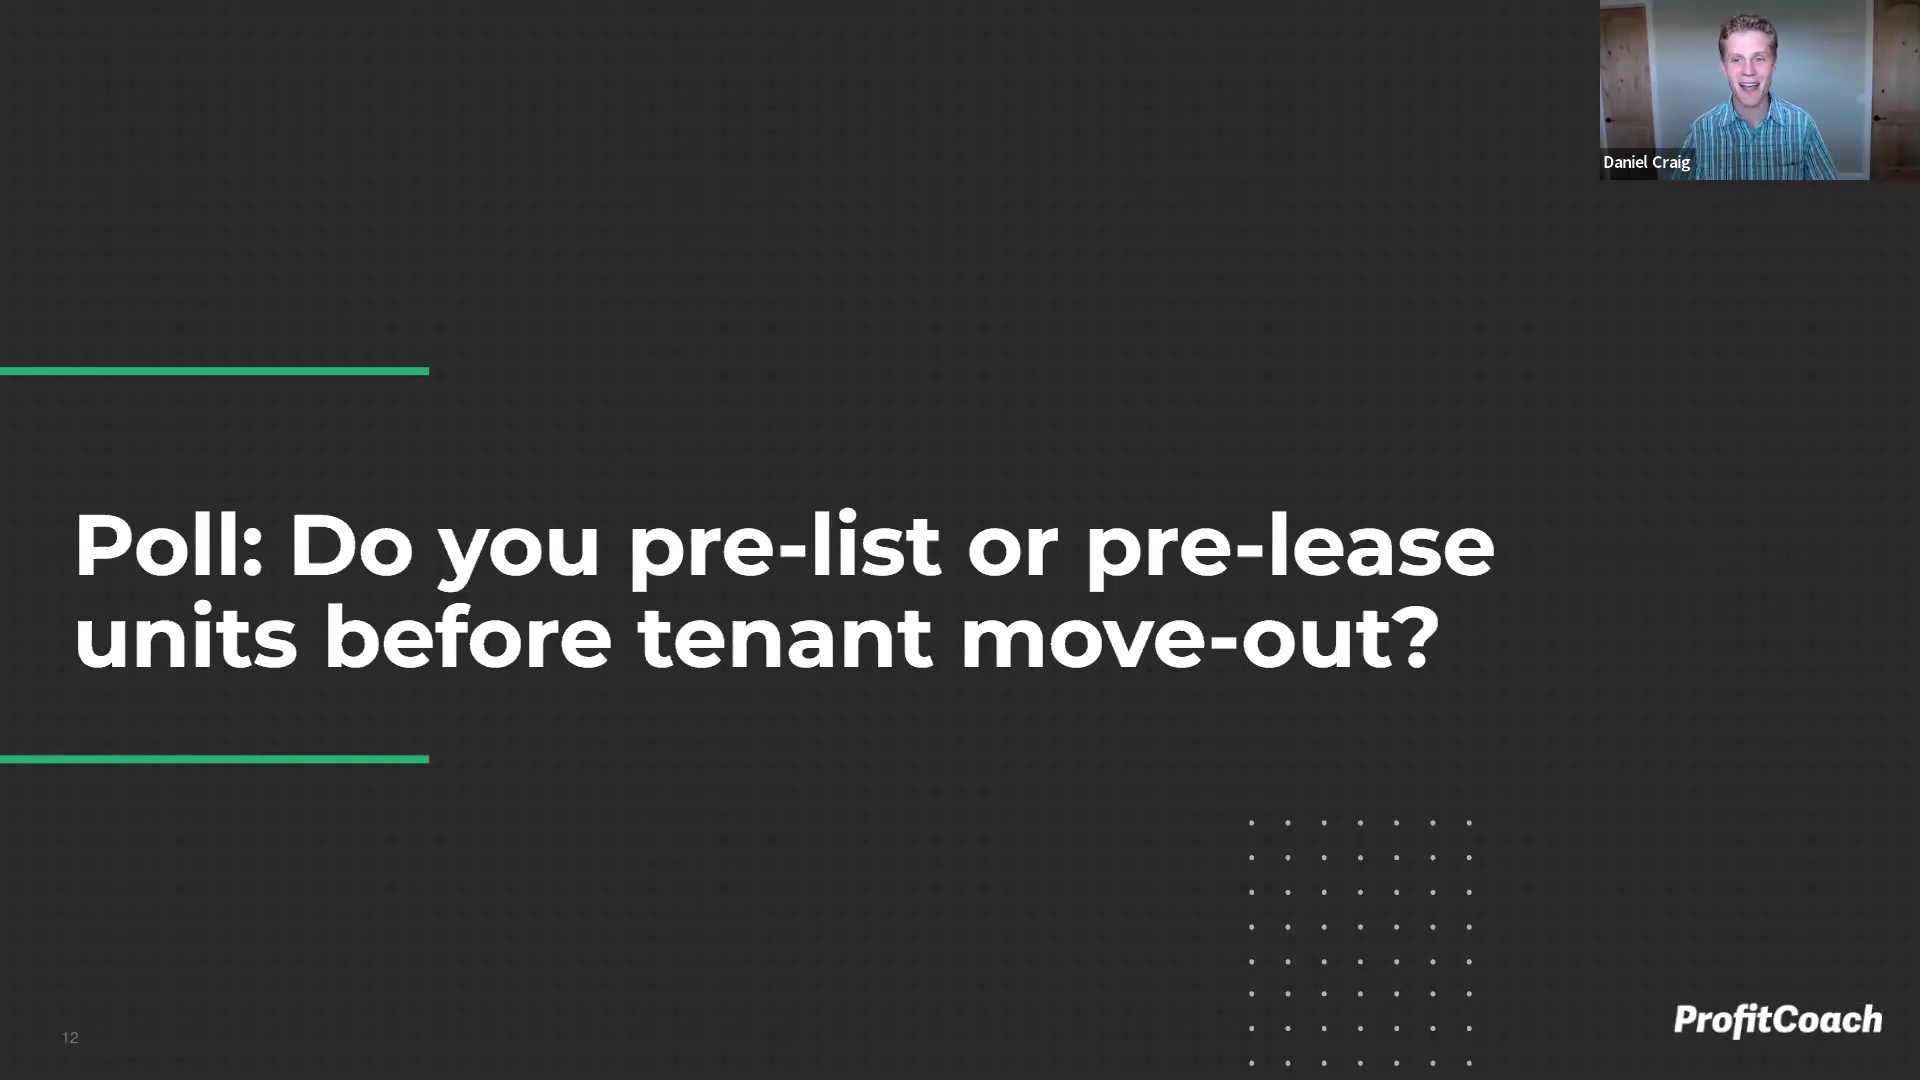 Daniel Craig
Poll: Do you pre-list or pre-lease
units before tenant move-out?
12
ProfitCoach